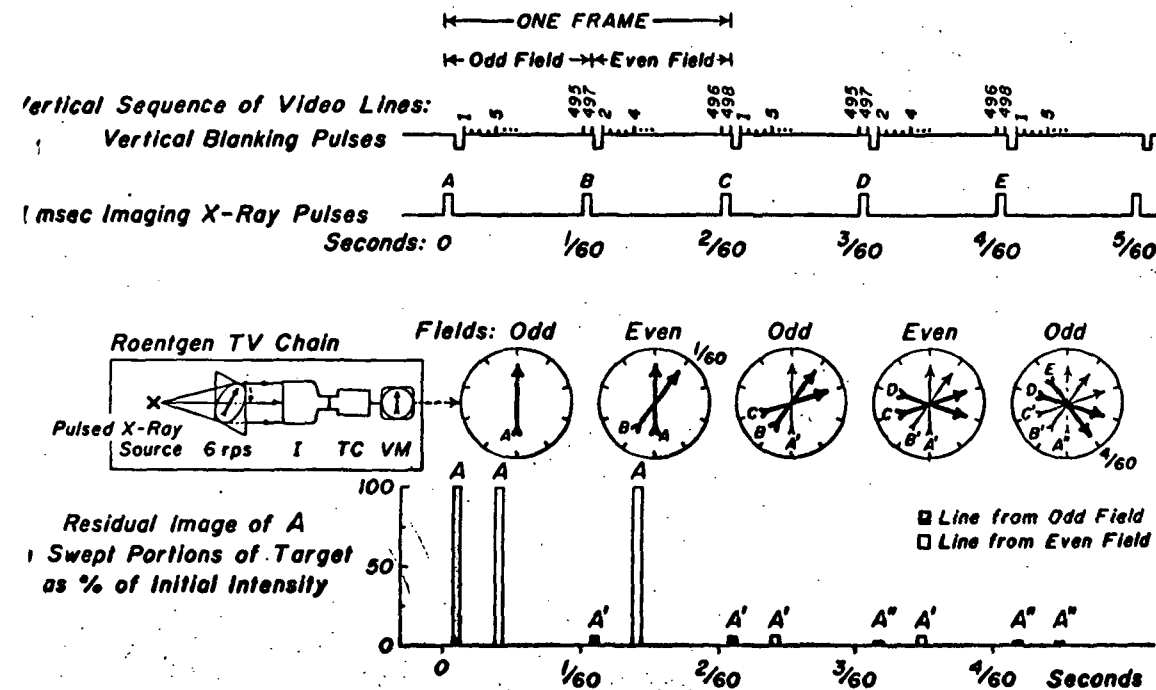 ONE FRAME
Odd Field Even Field
Vertical Sequence of Video Lines: 1 5 495 497 2 4 496 498 1 5 495 497 2 4 496 498 1 5
Vertical Blanking Pulses
A B C D E
msec Imaging X-Ray Pulses
Seconds: 0 1/60 2/60 3/60 4/60 5/60
Roentgen TV Chain
Fields: Odd Even Odd Even Odd
X
Pulsed X-Ray
Source 6 rps I TC VM
A
B A 1/60
C B A'
D C B' A'
E D C' B' A" 4/60
Residual Image of A
Swept Portions of Target
as % of Initial Intensity
100
50
0
A A A' A A' A' A" A' A" A"
Line from Odd Field
Line from Even Field
0 1/60 2/60 3/60 4/60 Seconds